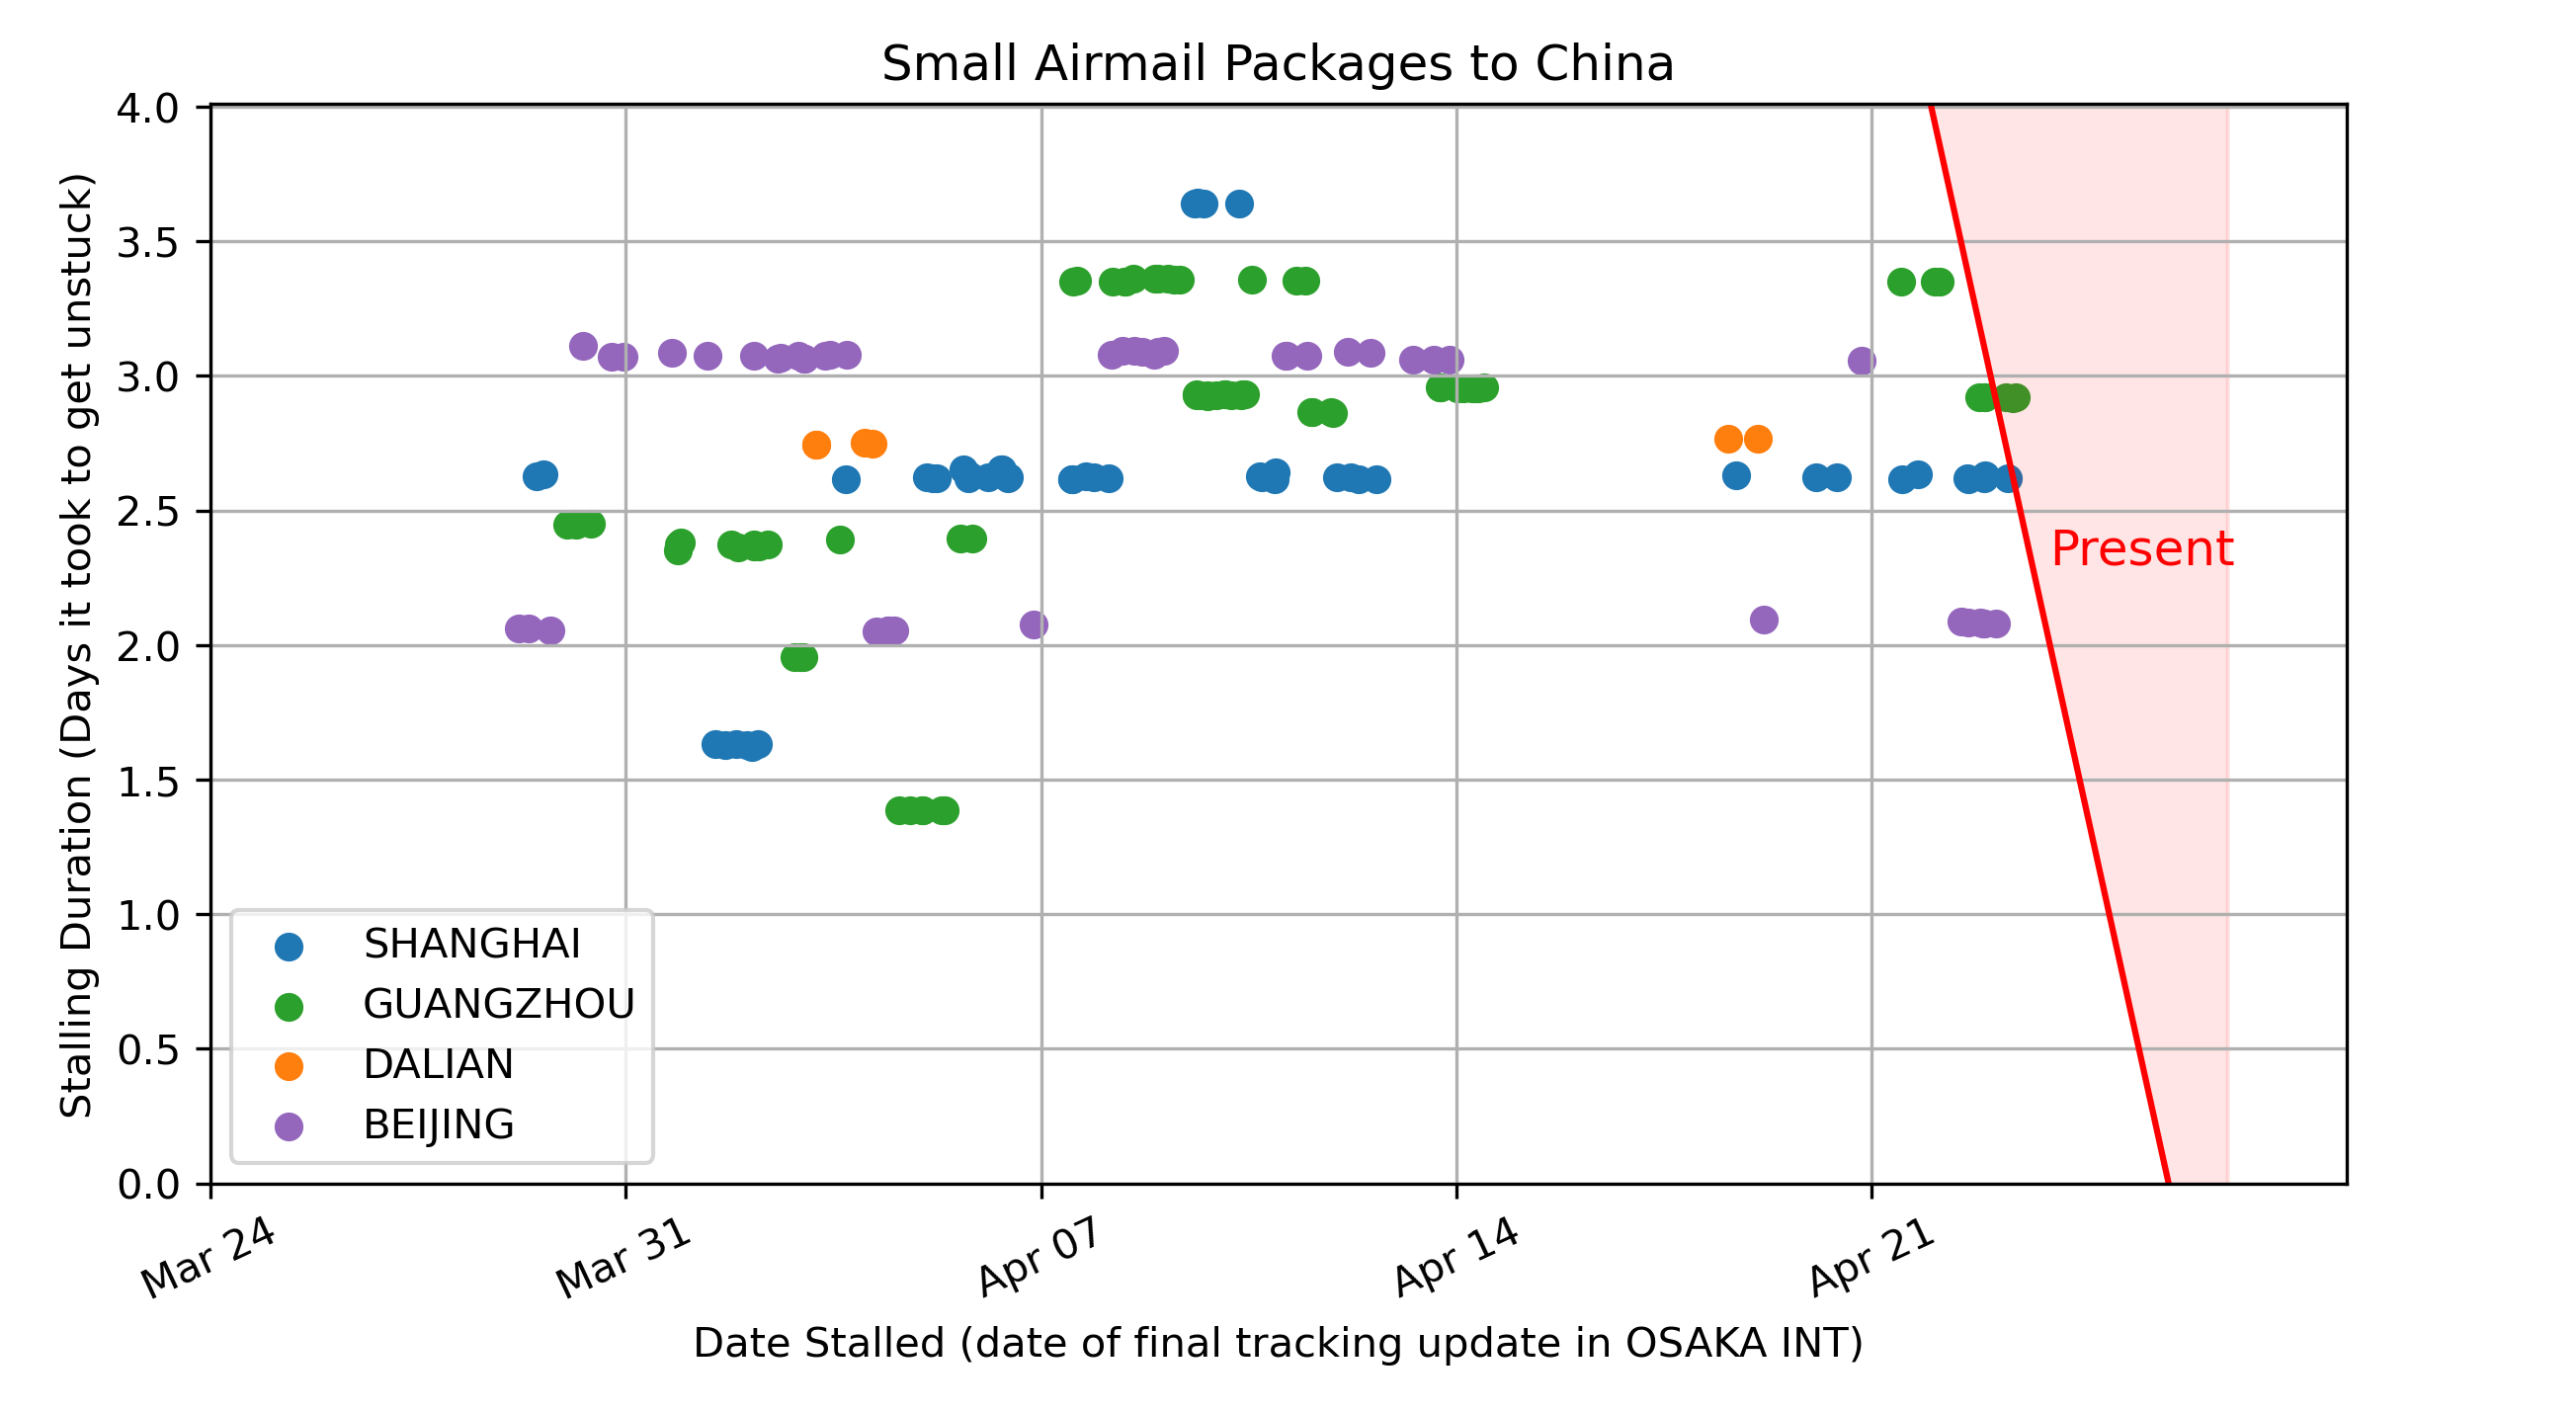 Small Airmail Packages to China
Stalling Duration (Days it took to get unstuck)
4.0
3.5
3.0
2.5
2.0
1.5
1.0
0.5
0.0
Present
SHANGHAI
GUANGZHOU
DALIAN
BEIJING
Mar 24
Mar 31
Apr 07
Apr 14
Apr 21
Date Stalled (date of final tracking update in OSAKA INT)